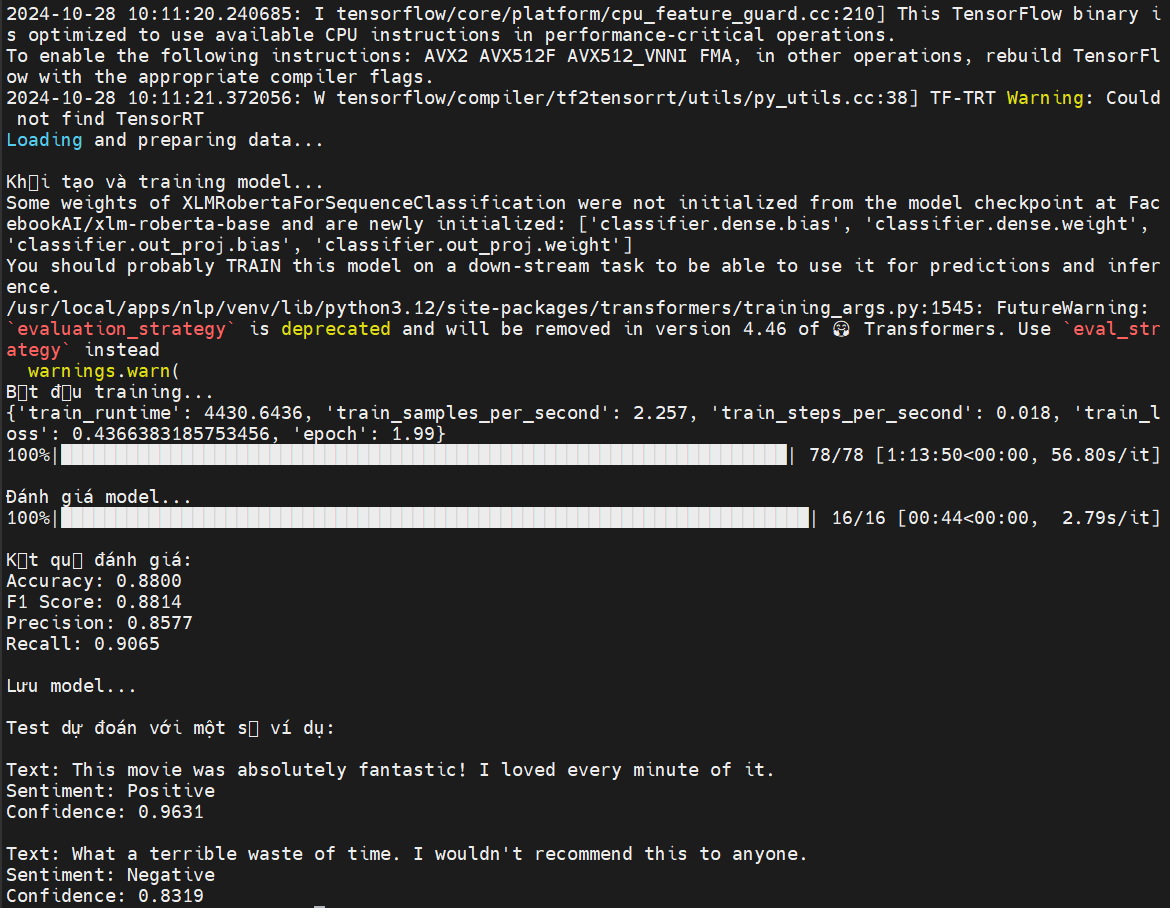 2024-10-28 10:11:20.240685: I tensorflow/core/platform/cpu_feature_guard.cc:210] This TensorFlow binary i
s optimized to use available CPU instructions in performance-critical operations.
To enable the following instructions: AVX2 AVX512F AVX512_VNNI FMA, in other operations, rebuild TensorFl
ow with the appropriate compiler flags.
2024-10-28 10:11:21.372056: W tensorflow/compiler/tf2tensorrt/utils/py_utils.cc:38] TF-TRT Warning: Could
 not find TensorRT
Loading and preparing data...
Kh▯i tạo và training model...
Some weights of XLMRobertaForSequenceClassification were not initialized from the model checkpoint at Fac
ebookAI/xlm-roberta-base and are newly initialized: ['classifier.dense.bias', 'classifier.dense.weight',
'classifier.out_proj.bias', 'classifier.out_proj.weight']
You should probably TRAIN this model on a down-stream task to be able to use it for predictions and infer
ence.
/usr/local/apps/nlp/venv/lib/python3.12/site-packages/transformers/training_args.py:1545: FutureWarning:
`evaluation_strategy` is deprecated and will be removed in version 4.46 of 🤗 Transformers. Use `eval_str
ategy` instead
  warnings.warn(
B▯t đ▯u training...
{'train_runtime': 4430.6436, 'train_samples_per_second': 2.257, 'train_steps_per_second': 0.018, 'train_l
oss': 0.4366383185753456, 'epoch': 1.99}
100%| | 78/78 [1:13:50<00:00, 56.80s/it]
Đánh giá model...
100%| | 16/16 [00:44<00:00,  2.79s/it]
K▯t qu▯ đánh giá:
Accuracy: 0.8800
F1 Score: 0.8814
Precision: 0.8577
Recall: 0.9065
Lưu model...
Test dự đoán với một s▯ ví dụ:
Text: This movie was absolutely fantastic! I loved every minute of it.
Sentiment: Positive
Confidence: 0.9631
Text: What a terrible waste of time. I wouldn't recommend this to anyone.
Sentiment: Negative
Confidence: 0.8319